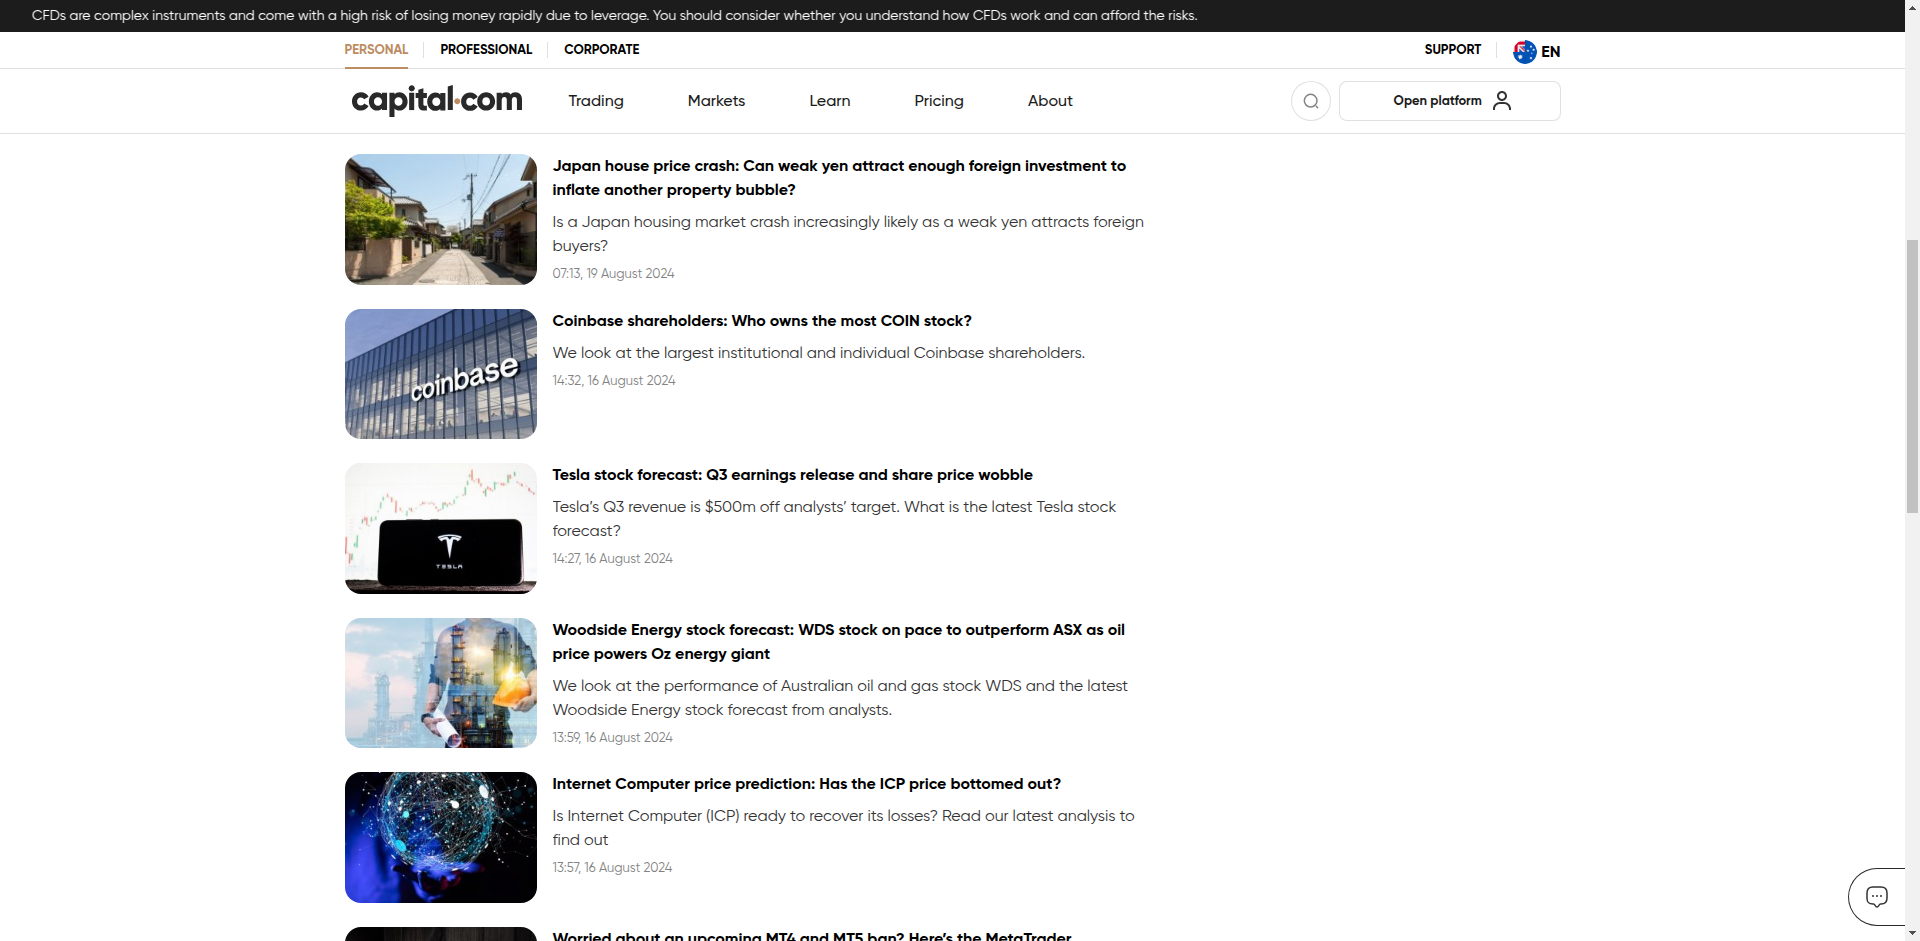 CFDs are complex instruments and come with a high risk of losing money rapidly due to leverage. You should consider whether you understand how CFDs work and can afford the risks.
PERSONAL
PROFESSIONAL
CORPORATE
SUPPORT
EN
capital.com
Trading
Markets
Learn
Pricing
About
Open platform
Japan house price crash: Can weak yen attract enough foreign investment to
inflate another property bubble?
Is a Japan housing market crash increasingly likely as a weak yen attracts foreign
buyers?
07:13, 19 August 2024
coinbase
Coinbase shareholders: Who owns the most COIN stock?
We look at the largest institutional and individual Coinbase shareholders.
14:32, 16 August 2024
TESLA
Tesla stock forecast: Q3 earnings release and share price wobble
Tesla’s Q3 revenue is $500m off analysts’ target. What is the latest Tesla stock
forecast?
14:27, 16 August 2024
Woodside Energy stock forecast: WDS stock on pace to outperform ASX as oil
price powers Oz energy giant
We look at the performance of Australian oil and gas stock WDS and the latest
Woodside Energy stock forecast from analysts.
13:59, 16 August 2024
Internet Computer price prediction: Has the ICP price bottomed out?
Is Internet Computer (ICP) ready to recover its losses? Read our latest analysis to
find out
13:57, 16 August 2024
Worried about an upcoming MT4 and MT5 ban? Here’s the MetaTrader